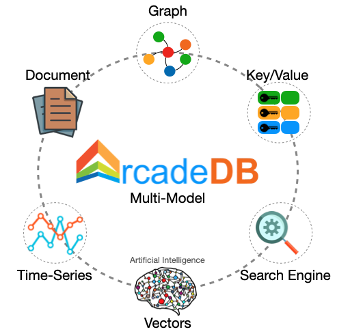 Graph
Document
Key/Value
ArcadeDB
Multi-Model
Time-Series
Search Engine
Artificial Intelligence
Vectors